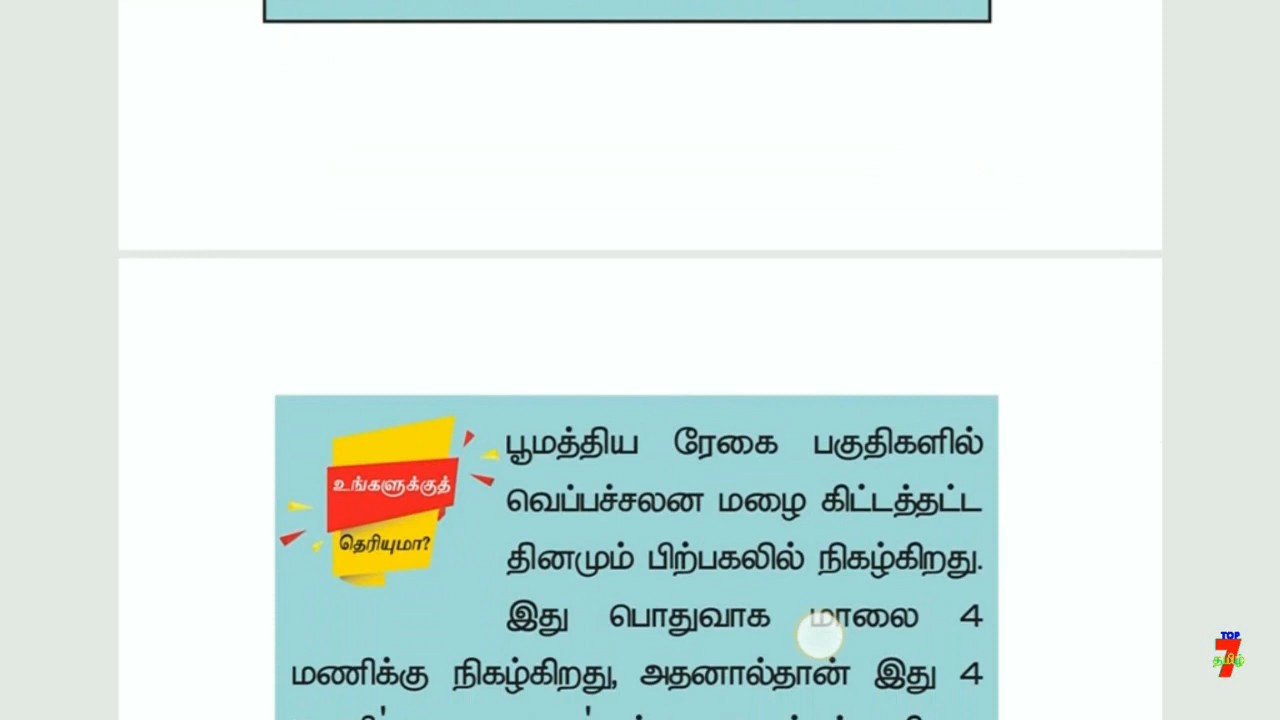 உங்களுக்குத்
தெரியுமா?
பூமத்திய ரேகை பகுதிகளில்
வெப்பச்சலன மழை கிட்டத்தட்ட
தினமும் பிற்பகலில் நிகழ்கிறது.
இது பொதுவாக மாலை 4
மணிக்கு நிகழ்கிறது, அதனால்தான் இது 4
TOP
7
தமிழ்